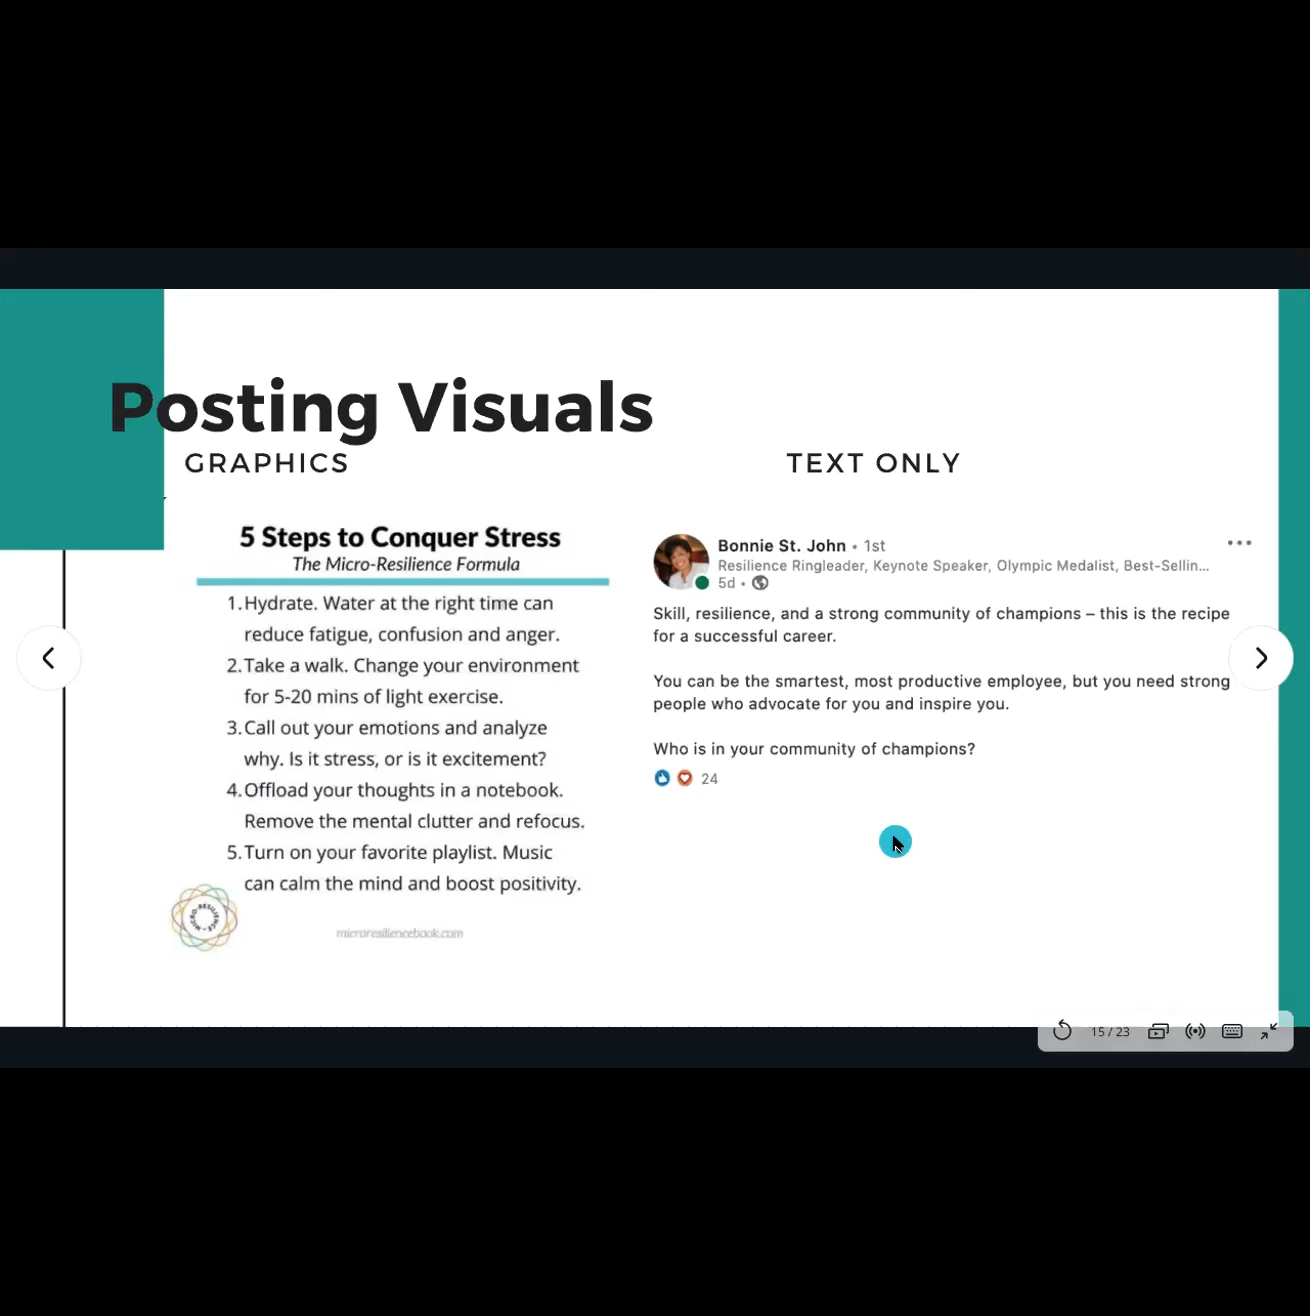 Posting Visuals
GRAPHICS
5 Steps to Conquer Stress
The Micro-Resilience Formula
1. Hydrate. Water at the right time can
reduce fatigue, confusion and anger.
2. Take a walk. Change your environment
for 5-20 mins of light exercise.
3. Call out your emotions and analyze
why. Is it stress, or is it excitement?
4. Offload your thoughts in a notebook.
Remove the mental clutter and refocus.
5. Turn on your favorite playlist. Music
can calm the mind and boost positivity.
MICRO-RESILIENCE
microresiliencebook.com
TEXT ONLY
Bonnie St. John • 1st
Resilience Ringleader, Keynote Speaker, Olympic Medalist, Best-Sellin...
5d •
Skill, resilience, and a strong community of champions – this is the recipe
for a successful career.
You can be the smartest, most productive employee, but you need strong
people who advocate for you and inspire you.
Who is in your community of champions?
24
15 / 23